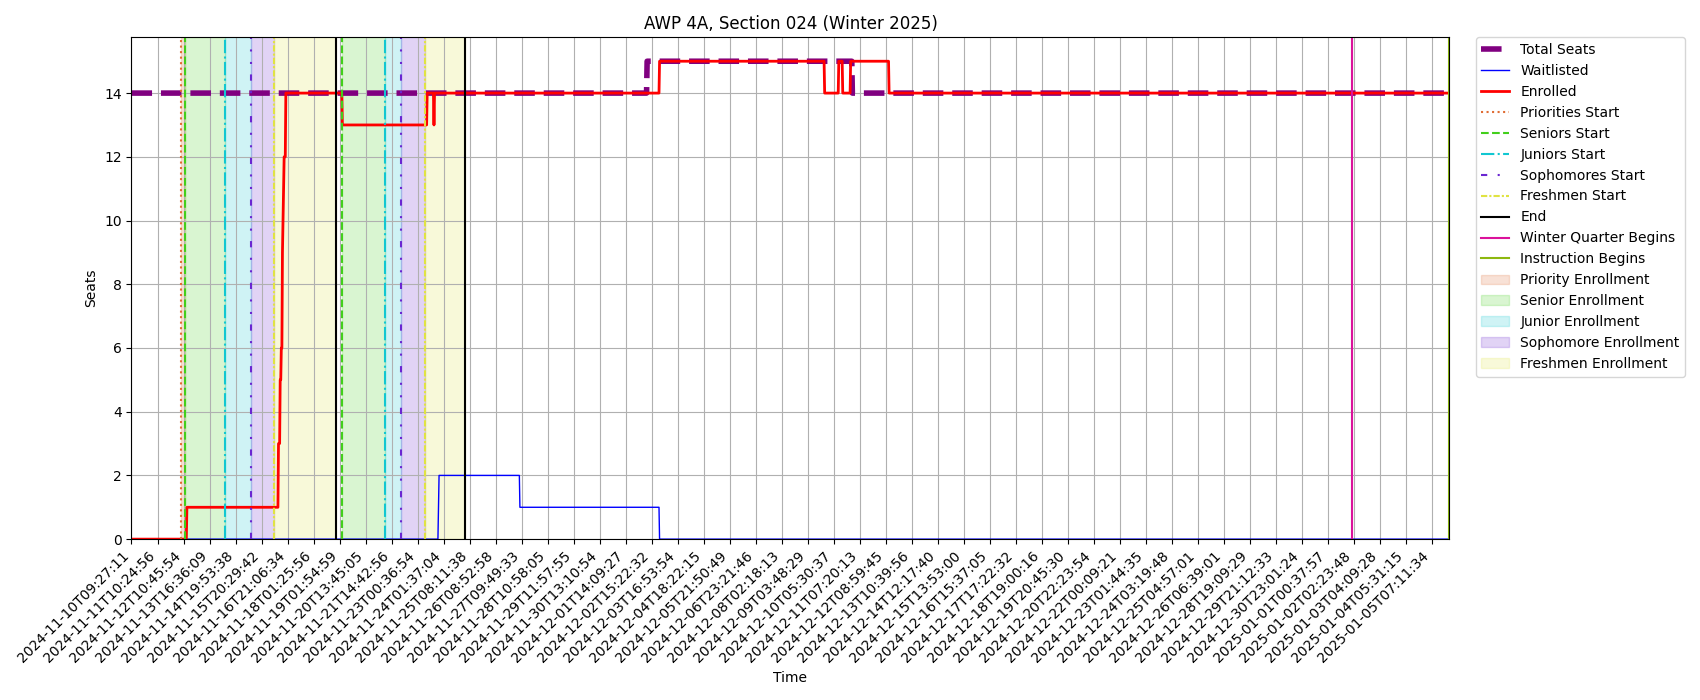 AWP 4A, Section 024 (Winter 2025)
Seats
14
12
10
8
6
4
2
0
2024-11-10T09:27:11
2024-11-11T10:24:56
2024-11-12T10:45:54
2024-11-13T16:36:09
2024-11-14T19:53:38
2024-11-15T20:29:42
2024-11-16T21:06:34
2024-11-18T01:25:56
2024-11-19T01:54:59
2024-11-20T13:45:05
2024-11-21T14:42:56
2024-11-23T00:36:54
2024-11-24T01:37:04
2024-11-25T08:11:38
2024-11-26T08:52:58
2024-11-27T09:49:33
2024-11-28T10:58:05
2024-11-29T11:57:55
2024-11-30T13:10:54
2024-12-01T14:09:27
2024-12-02T15:22:32
2024-12-03T16:53:54
2024-12-04T18:22:15
2024-12-05T21:50:49
2024-12-06T23:21:46
2024-12-08T02:18:13
2024-12-09T03:48:29
2024-12-10T05:30:37
2024-12-11T07:20:13
2024-12-12T08:59:45
2024-12-13T10:39:56
2024-12-14T12:17:40
2024-12-15T13:53:00
2024-12-16T15:37:05
2024-12-17T17:22:32
2024-12-18T19:00:16
2024-12-19T20:45:30
2024-12-20T22:23:54
2024-12-22T00:09:21
2024-12-23T01:44:35
2024-12-24T03:19:48
2024-12-25T04:57:01
2024-12-26T06:39:01
2024-12-28T19:09:29
2024-12-29T21:12:33
2024-12-30T23:01:24
2025-01-01T00:37:57
2025-01-02T02:23:48
2025-01-03T04:09:28
2025-01-04T05:31:15
2025-01-05T07:11:34
Time
Total Seats
Waitlisted
Enrolled
Priorities Start
Seniors Start
Juniors Start
Sophomores Start
Freshmen Start
End
Winter Quarter Begins
Instruction Begins
Priority Enrollment
Senior Enrollment
Junior Enrollment
Sophomore Enrollment
Freshmen Enrollment